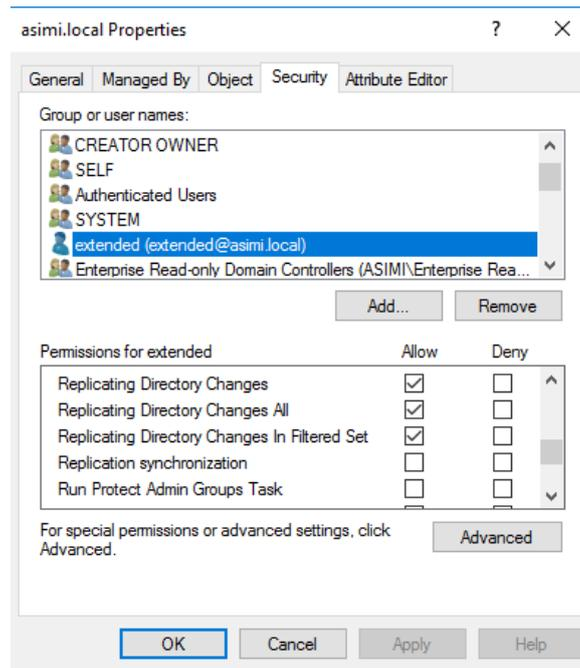 asimi.local Properties ? ×
General Managed By Object Security Attribute Editor
Group or user names:
CREATOR OWNER
SELF
Authenticated Users
SYSTEM
extended (extended@asimi.local)
Enterprise Read-only Domain Controllers (ASIMI\Enterprise Rea...
Add... Remove
Permissions for extended Allow Deny
Replicating Directory Changes
Replicating Directory Changes All
Replicating Directory Changes In Filtered Set
Replication synchronization
Run Protect Admin Groups Task
For special permissions or advanced settings, click
Advanced.
Advanced
OK Cancel Apply Help